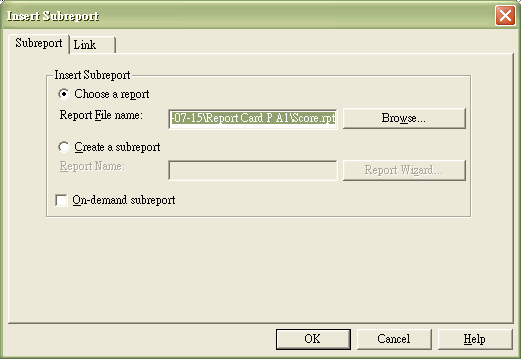 Insert Subreport
Subreport Link
Insert Subreport
Choose a report
Report File name: -07-15\Report Card P A1\Score.rpt Browse...
Create a subreport
Report Name: Report Wizard...
On-demand subreport
OK Cancel Help